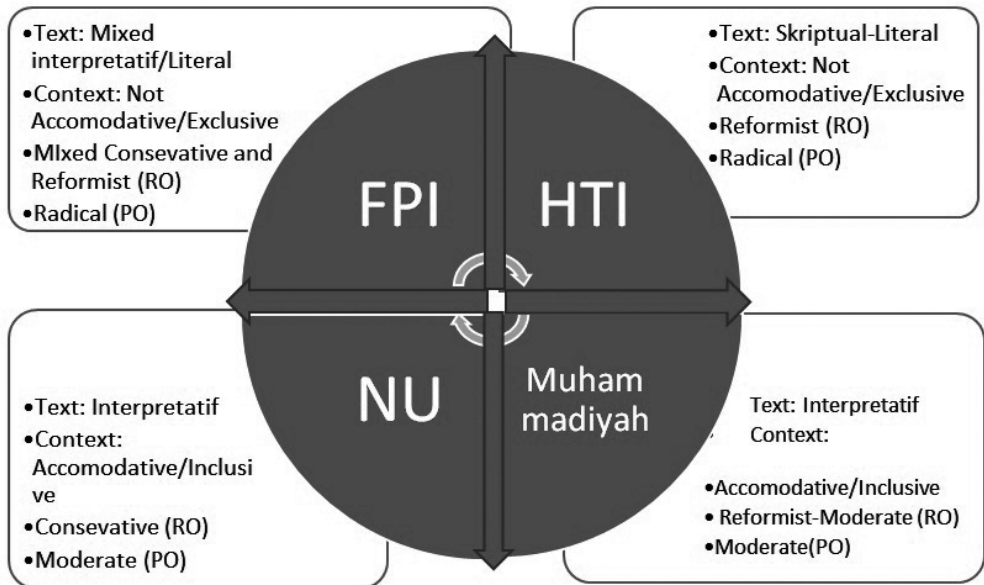 •Text: Mixed
interpretatif/Literal
•Context: Not
Accomodative/Exclusive
•MIxed Consevative and
Reformist (RO)
•Radical (PO)
•Text: Skriptual-Literal
•Context: Not
Accomodative/Exclusive
•Reformist (RO)
•Radical (PO)
FPI
HTI
NU
Muham
madiyah
•Text: Interpretatif
•Context:
Accomodative/Inclusi
ve
•Consevative (RO)
•Moderate (PO)
Text: Interpretatif
Context:
•Accomodative/Inclusive
•Reformist-Moderate (RO)
•Moderate(PO)